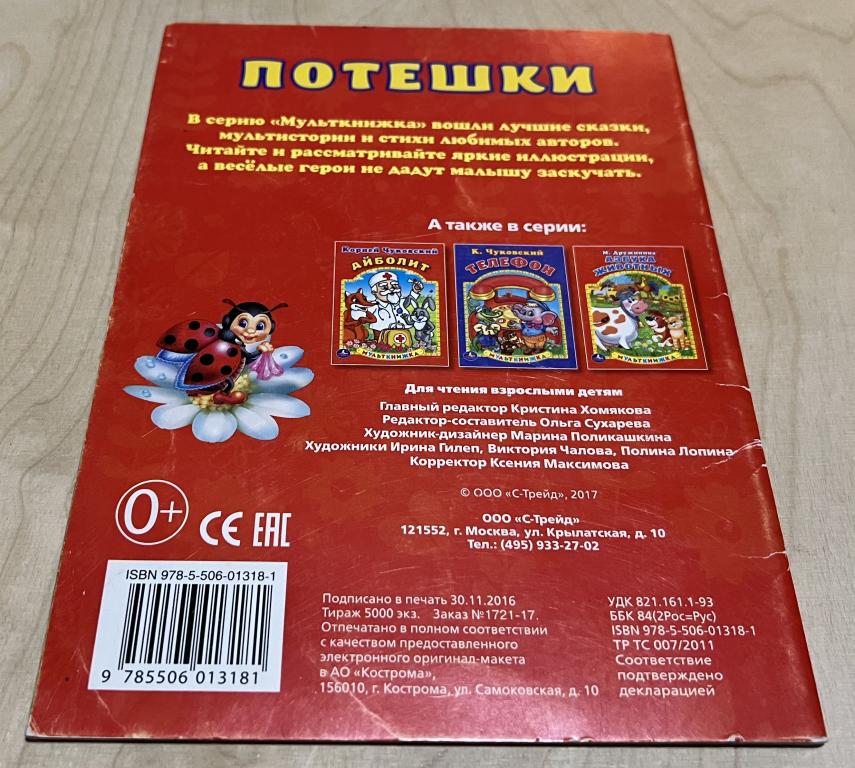 ПОТЕШКИ
В серию «Мульткнижка» вошли лучшие сказки,
мультистории и стихи любимых авторов.
Читайте и рассматривайте яркие иллюстрации,
а весёлые герои не дадут малышу заскучать.
А также в серии:
Корней Чуковский
АЙБОЛИТ
МУЛЬТКНИЖКА
К. Чуковский
ТЕЛЕФОН
МУЛЬТКНИЖКА
М. Дружинина
АЗБУКА
ЖИВОТНЫХ
МУЛЬТКНИЖКА
Для чтения взрослыми детям
Главный редактор Кристина Хомякова
Редактор-составитель Ольга Сухарева
Художник-дизайнер Марина Поликашкина
Художники Ирина Гилеп, Виктория Чалова, Полина Лопина
Корректор Ксения Максимова
© ООО «С-Трейд», 2017
ООО «С-Трейд»
121552, г. Москва, ул. Крылатская, д. 10
Тел.: (495) 933-27-02
0+
CE EAC
ISBN 978-5-506-01318-1
9 785506 013181
Подписано в печать 30.11.2016
Тираж 5000 экз. Заказ №1721-17.
Отпечатано в полном соответствии
с качеством предоставленного
электронного оригинал-макета
в АО «Кострома»,
156010, г. Кострома, ул. Самоковская, д. 10
УДК 821.161.1-93
ББК 84(2Рос=Рус)
ISBN 978-5-506-01318-1
ТР ТС 007/2011
Соответствие
подтверждено
декларацией